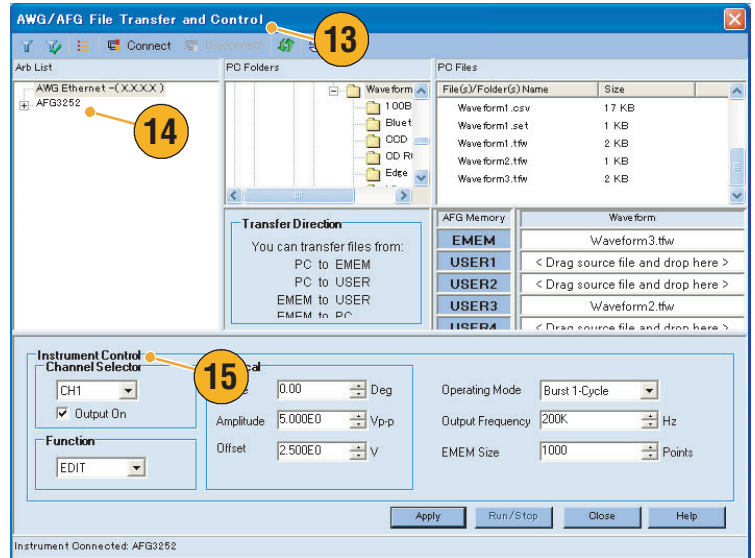 AWG/AFG File Transfer and Control
13
Connect
Disconnect
Arb List
PC Folders
PC Files
AWG Ethernet -(X.X.X.X )
AFG3252
14
Waveform
100B
Bluet
CCD
CD R
Edge
File(s)/Folder(s) Name Size
Waveform1.csv 17 KB
Waveform1.set 1 KB
Waveform1.tfw 2 KB
Waveform2.tfw 1 KB
Waveform3.tfw 2 KB
Transfer Direction
You can transfer files from:
PC to EMEM
PC to USER
EMEM to USER
EMEM to PC
AFG Memory Waveform
EMEM Waveform3.tfw
USER1 < Drag source file and drop here >
USER2 < Drag source file and drop here >
USER3 Waveform2.tfw
USER4 < Drag source file and drop here >
Instrument Control
15
Channel Selector
CH1
Output On
Function
EDIT
0.00 Deg
Amplitude 5.000E0 Vp-p
Offset 2.500E0 V
Operating Mode Burst 1-Cycle
Output Frequency 200K Hz
EMEM Size 1000 Points
Apply Run/Stop Close Help
Instrument Connected: AFG3252